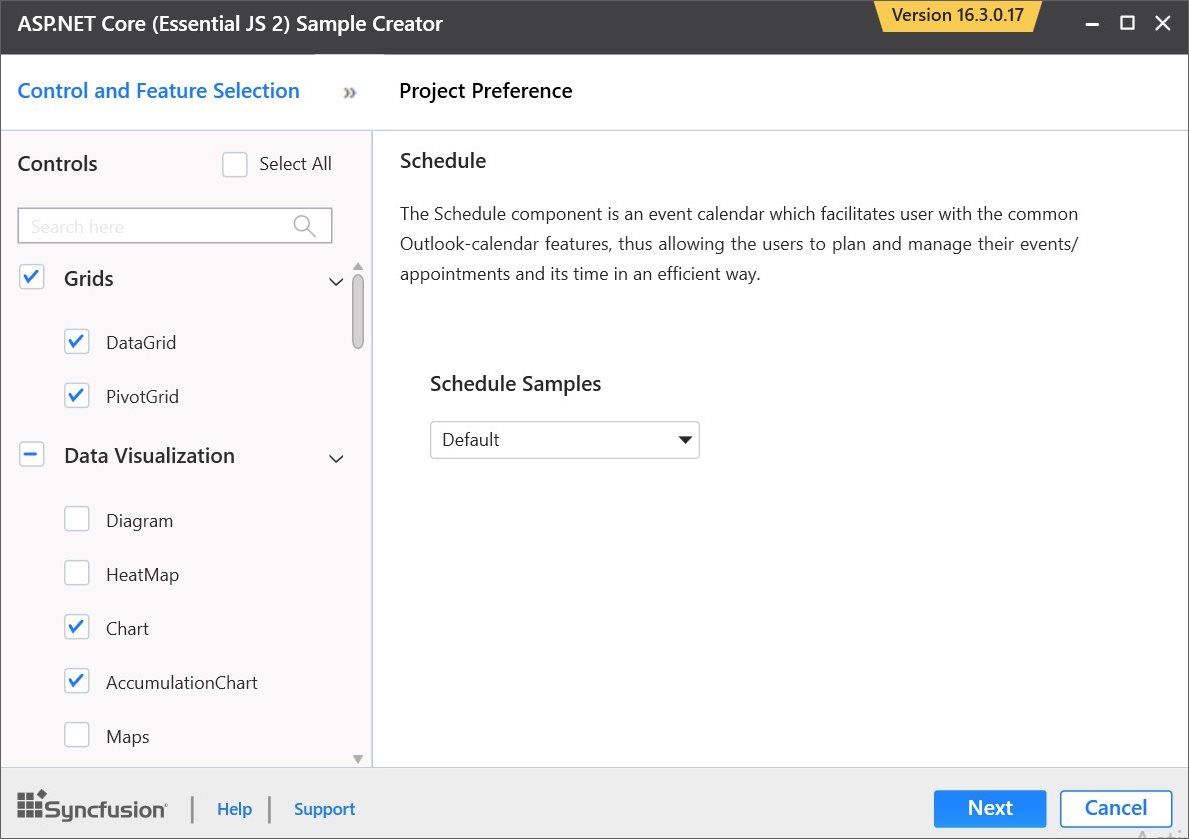 ASP.NET Core (Essential JS 2) Sample Creator
Version 16.3.0.17
Control and Feature Selection
»
Project Preference
Controls
Select All
Search here
Grids
DataGrid
PivotGrid
Data Visualization
Diagram
HeatMap
Chart
AccumulationChart
Maps
Schedule
The Schedule component is an event calendar which facilitates user with the common
Outlook-calendar features, thus allowing the users to plan and manage their events/
appointments and its time in an efficient way.
Schedule Samples
Default
Syncfusion
Help
Support
Next
Cancel